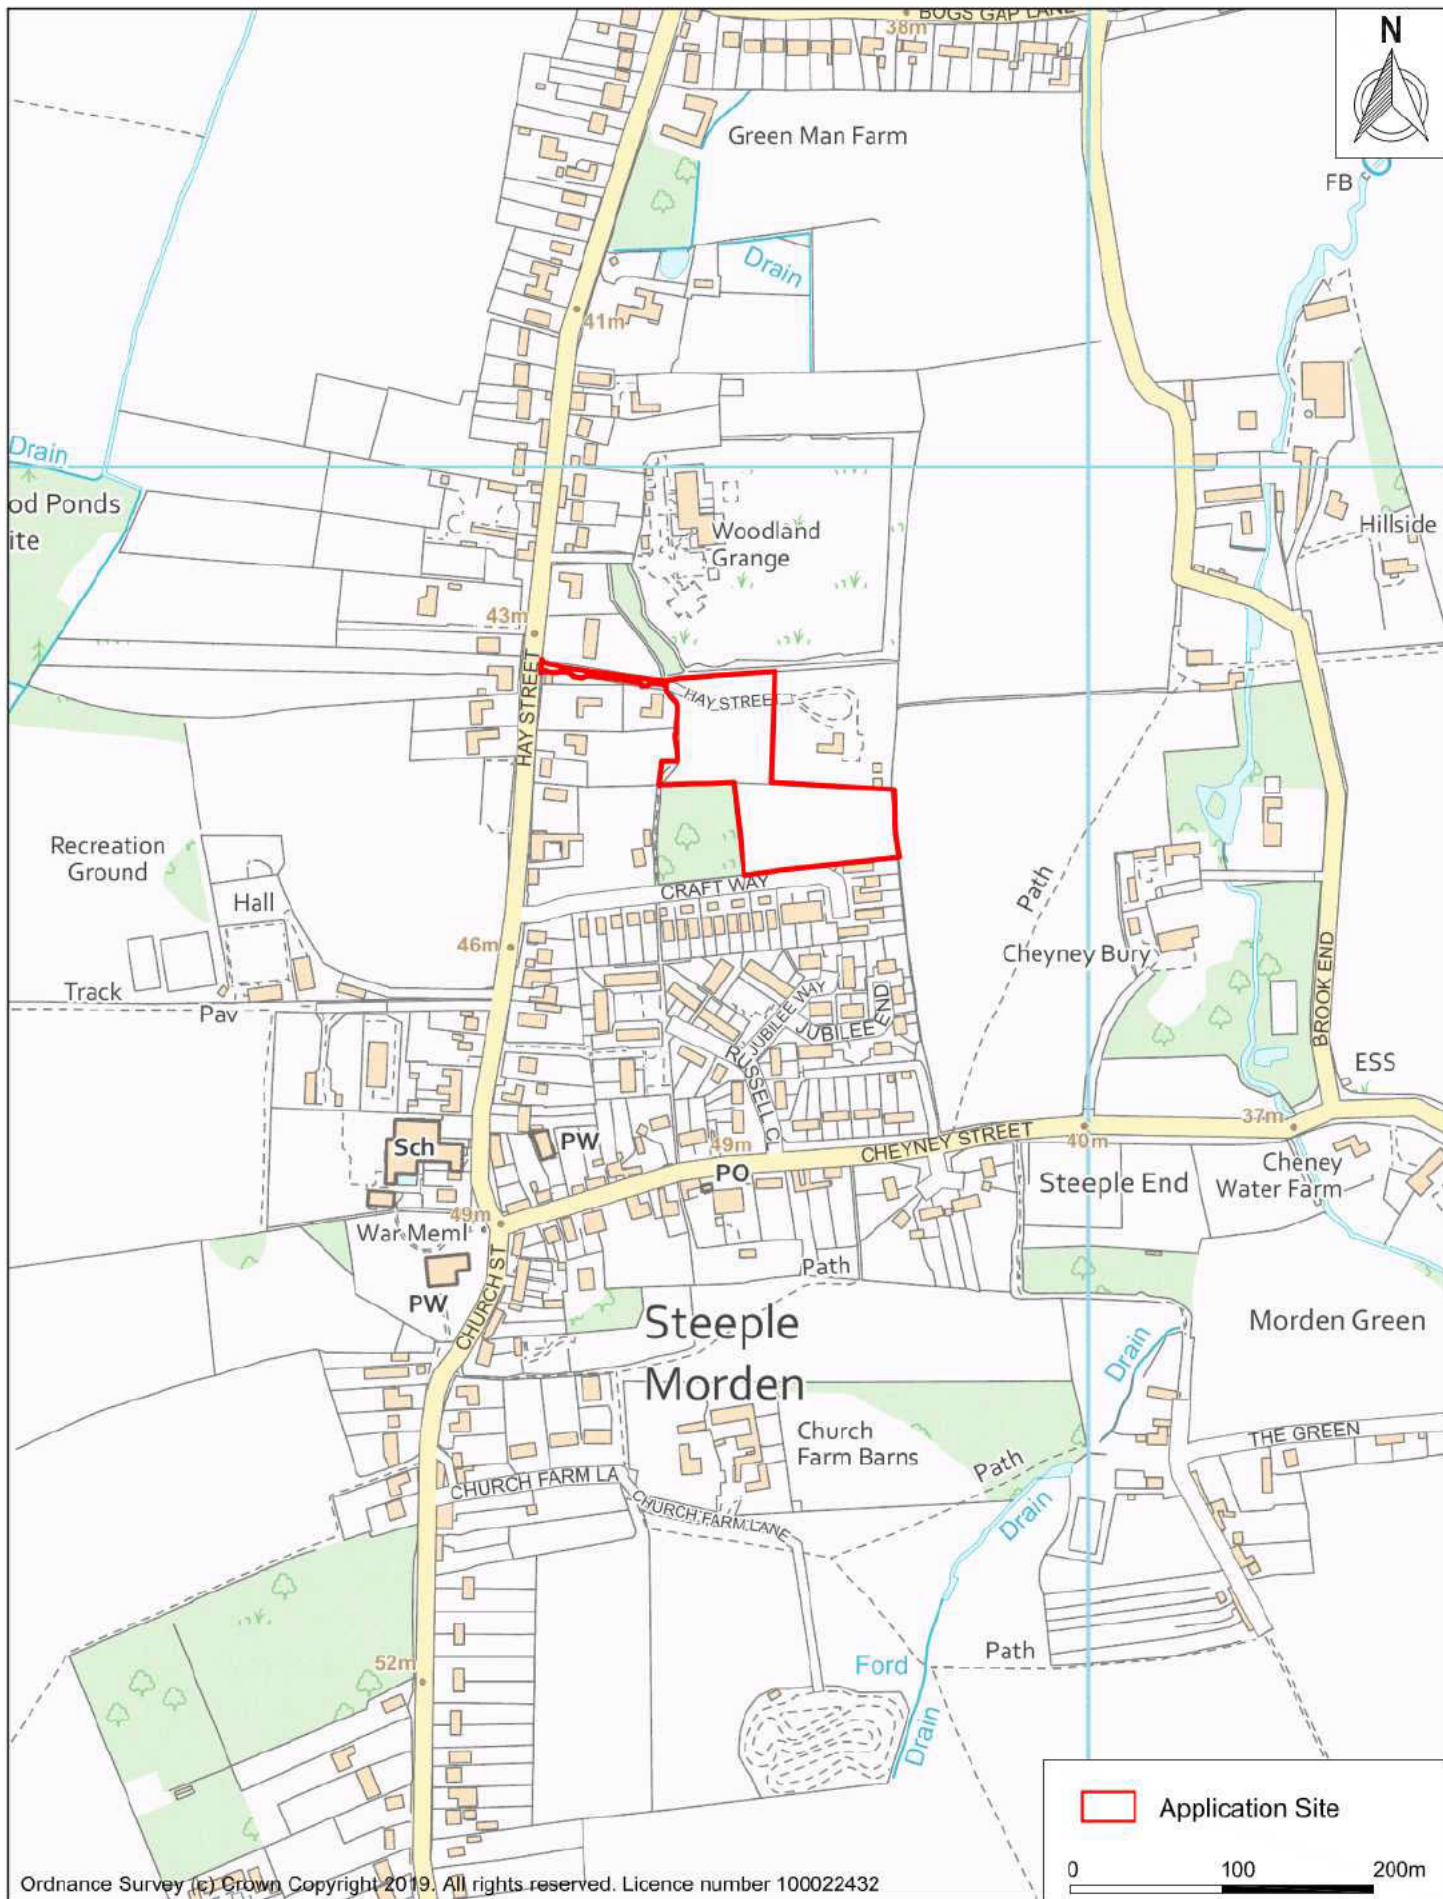 BOGS GAP LANE
38m
N
Green Man Farm
FB
Drain
41m
Drain
od Ponds
ite
Woodland
Grange
Hillside
43m
HAY STREET
HAY STREET
Recreation
Ground
Hall
CRAFT WAY
Path
46m
Cheyney Bury
BROOK END
Track
Pav
JUBILEE WAY
JUBILEE END
RUSSELL C
ESS
Sch
PW
49m
CHEYNEY STREET
40m
37m
PO
Steeple End
Cheney
Water Farm
49m
War Meml
Path
PW
CHURCH ST
Steeple
Morden
Morden Green
Drain
Church
Farm Barns
THE GREEN
Path
CHURCH FARM LA
CHURCH FARM LANE
Drain
52m
Ford
Path
Drain
Application Site
0 100 200m
Ordnance Survey (c) Crown Copyright 2019. All rights reserved. Licence number 100022432